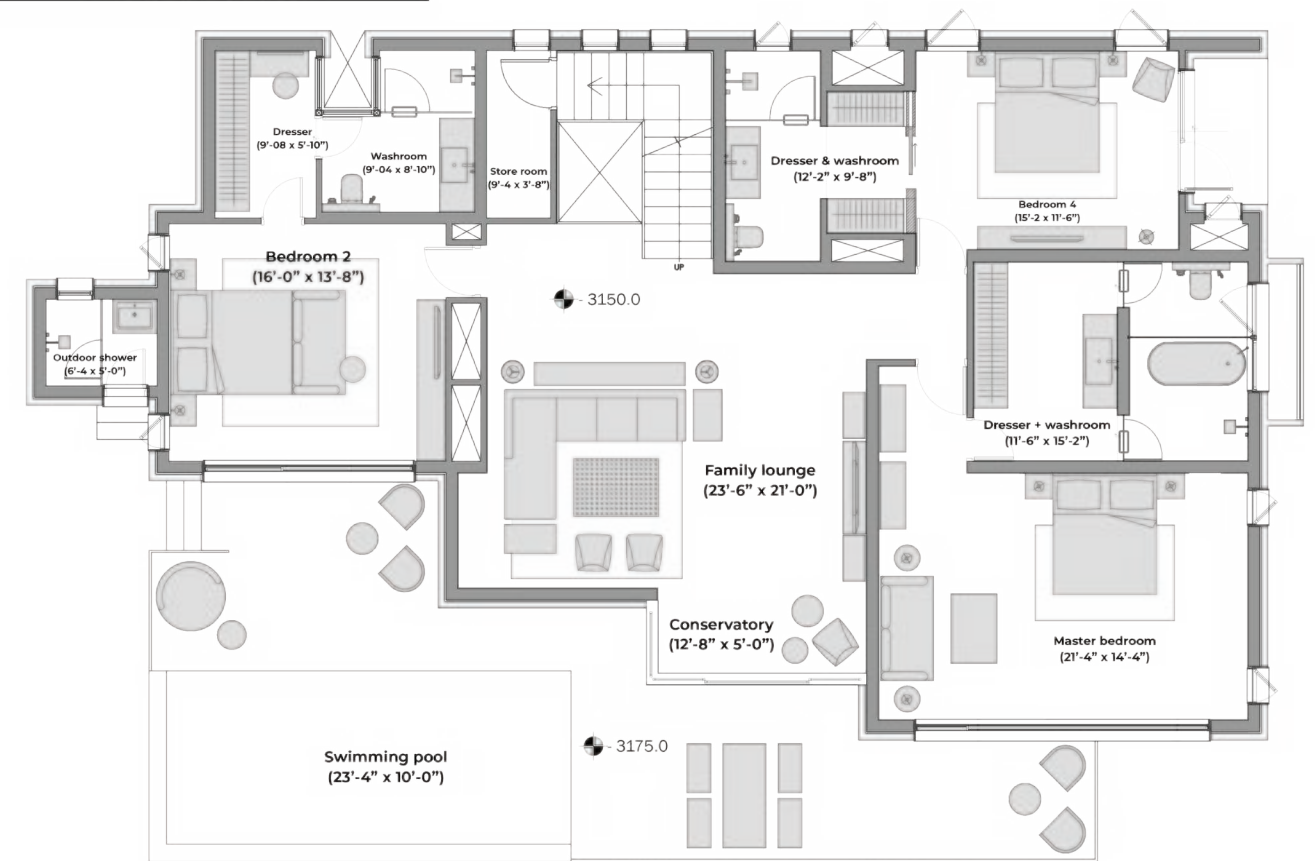 Dresser
(9'-08 x 5'-10")
Washroom
(9'-04 x 8'-10")
Store room
(9'-4 x 3'-8")
UP
Dresser & washroom
(12'-2” x 9'-8”)
Bedroom 4
(15'-2 x 11'-6”)
Bedroom 2
(16'-0” x 13'-8”)
- 3150.0
Outdoor shower
(6'-4 x 5'-0”)
Dresser + washroom
(11'-6” x 15'-2”)
Family lounge
(23'-6” x 21'-0”)
Conservatory
(12'-8” x 5'-0”)
Master bedroom
(21'-4” x 14'-4”)
Swimming pool
(23'-4” x 10'-0”)
- 3175.0